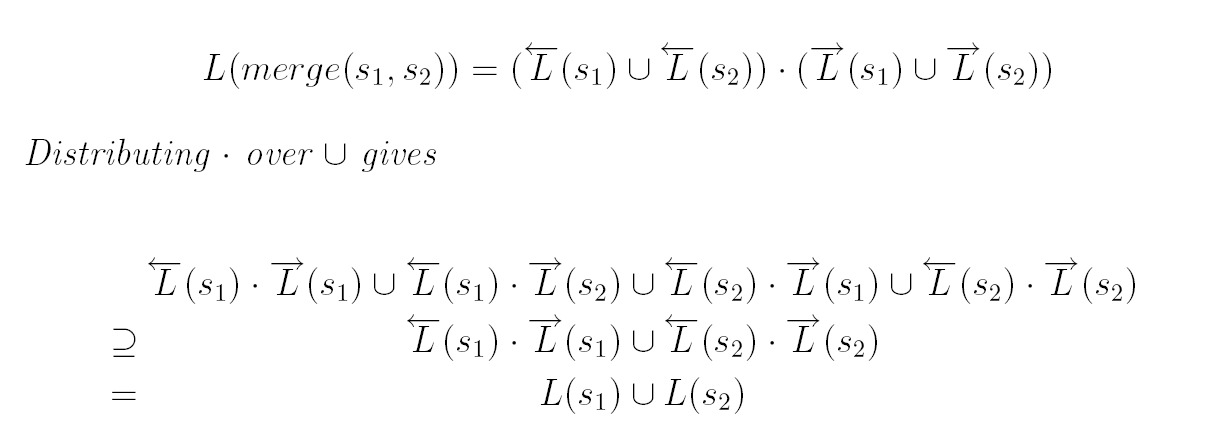 L(merge(s₁, s₂)) = (L⃖(s₁) ∪ L⃖(s₂)) · (L⃗(s₁) ∪ L⃗(s₂))
Distributing · over ∪ gives
L⃖(s₁) · L⃗(s₁) ∪ L⃖(s₁) · L⃗(s₂) ∪ L⃖(s₂) · L⃗(s₁) ∪ L⃖(s₂) · L⃗(s₂)
⊇ L⃖(s₁) · L⃗(s₁) ∪ L⃖(s₂) · L⃗(s₂)
= L(s₁) ∪ L(s₂)